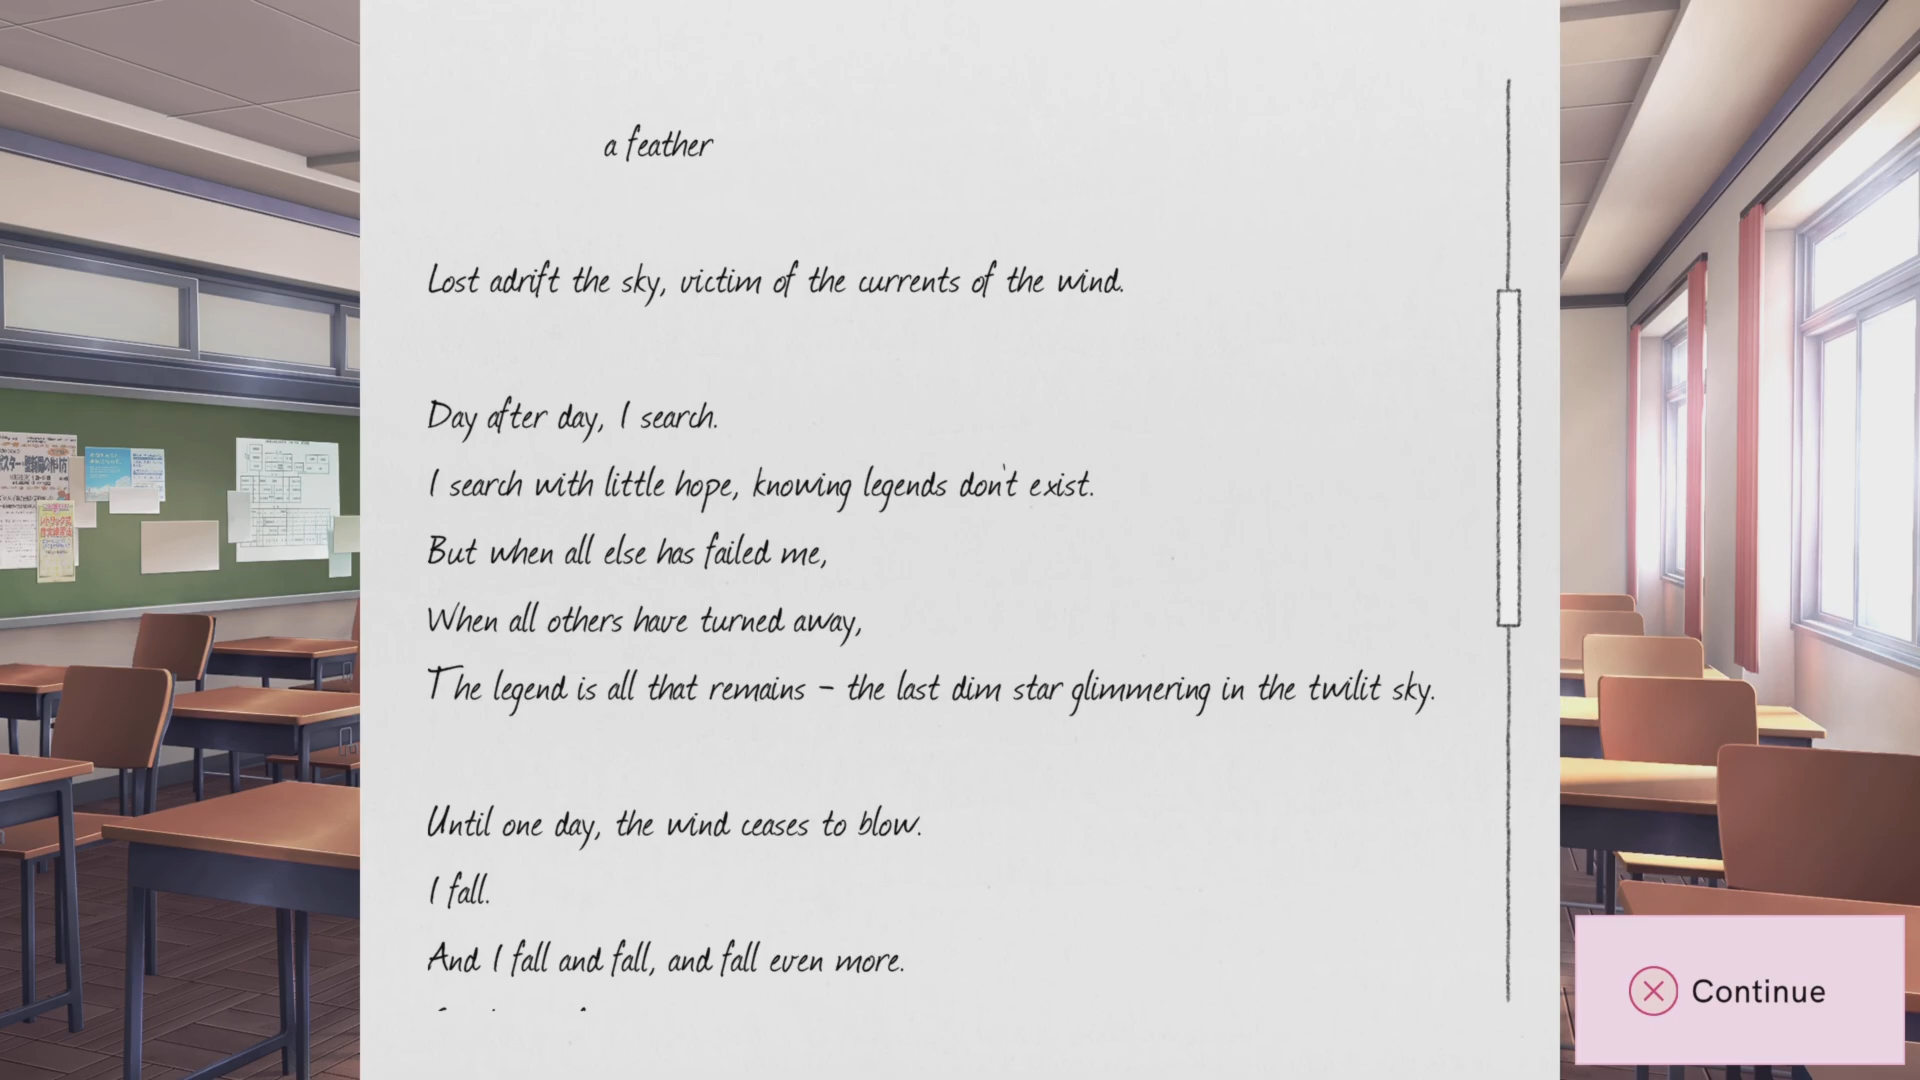 a feather
Lost adrift the sky, victim of the currents of the wind.
Day after day, I search.
I search with little hope, knowing legends don't exist.
But when all else has failed me,
When all others have turned away,
The legend is all that remains – the last dim star glimmering in the twilit sky.
Until one day, the wind ceases to blow.
I fall.
And I fall and fall, and fall even more.
Continue